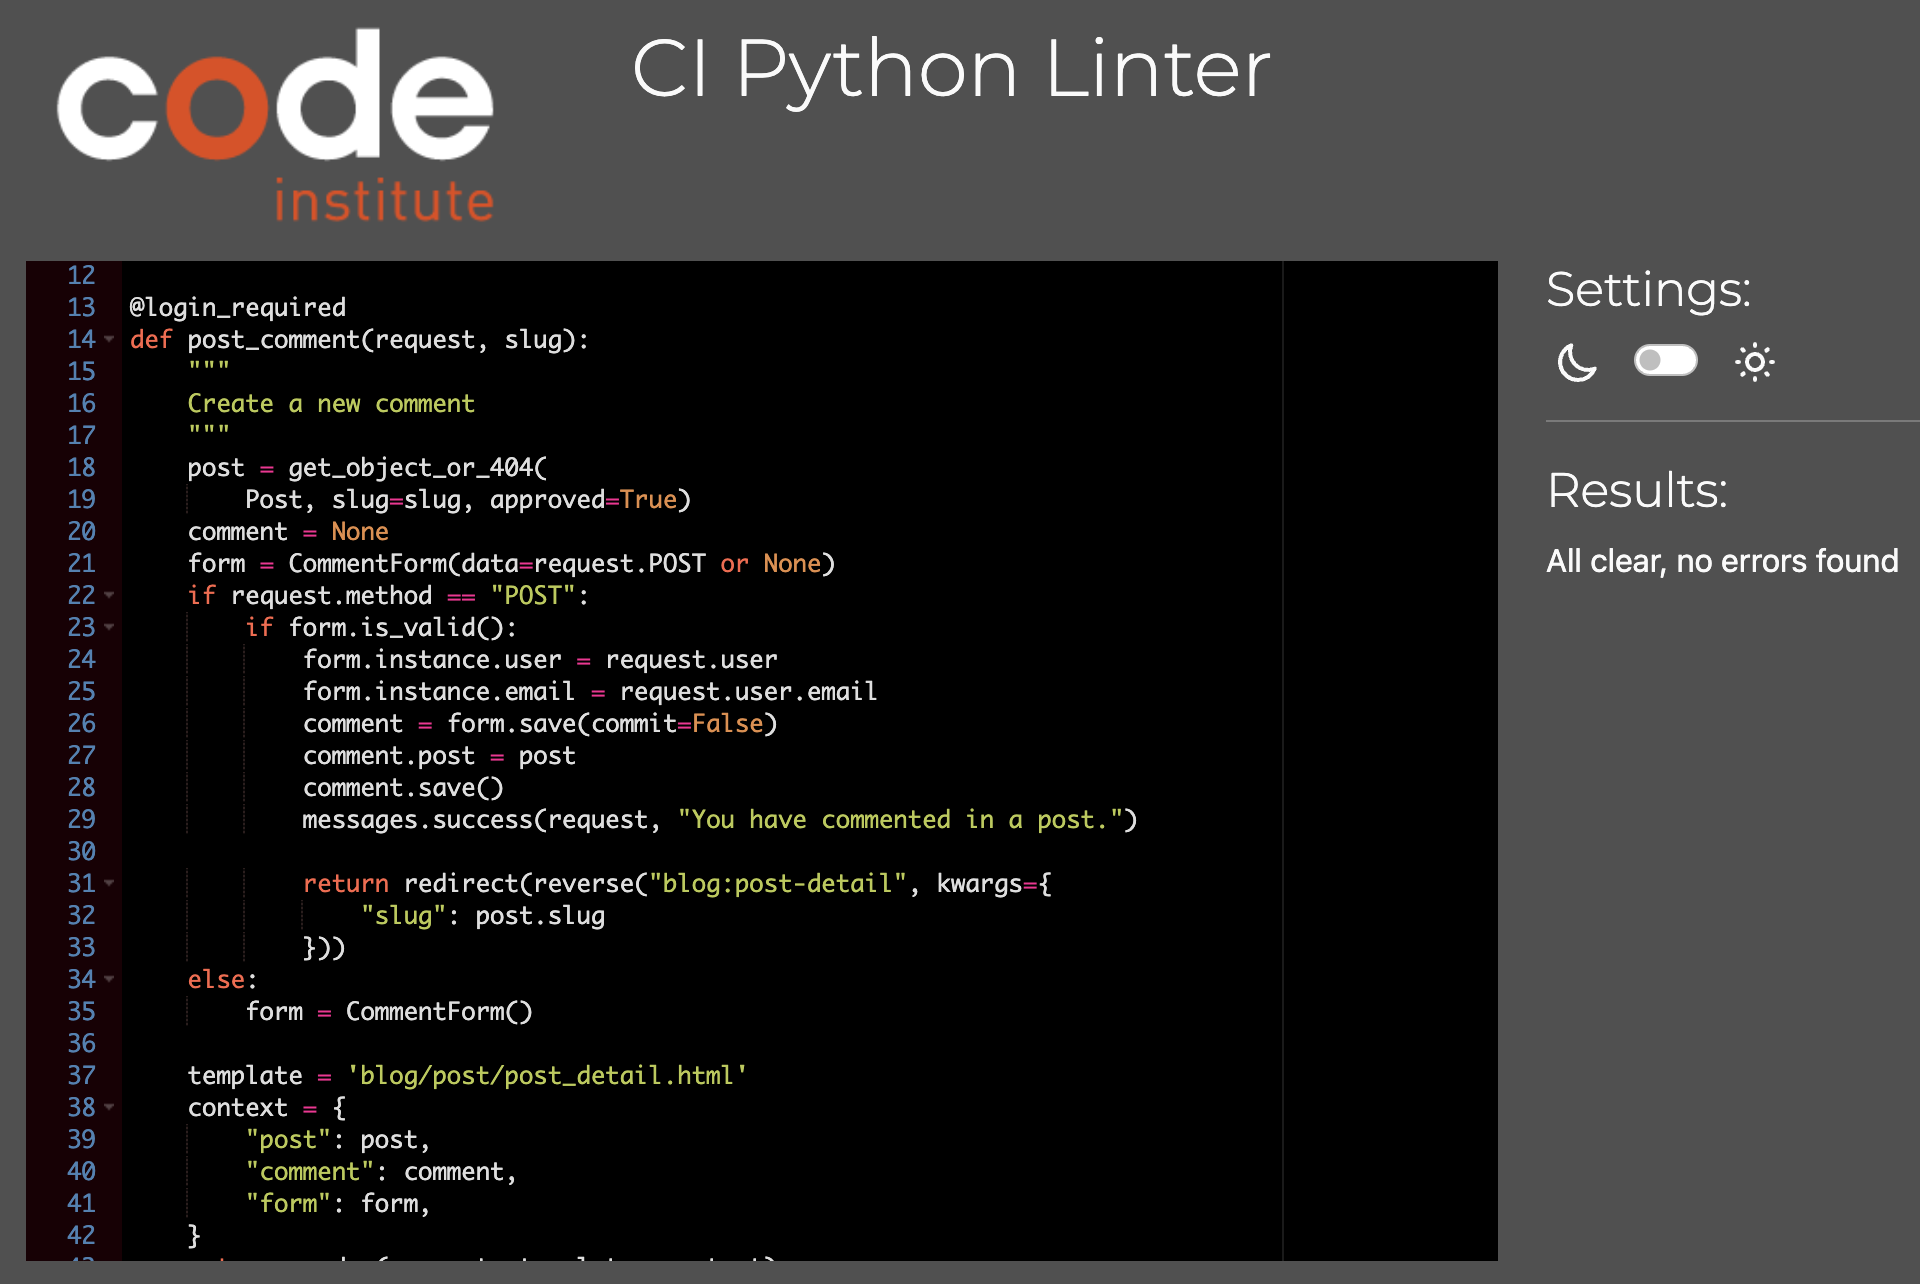 code
institute
CI Python Linter
12
13 @login_required
14 def post_comment(request, slug):
15     """
16     Create a new comment
17     """
18     post = get_object_or_404(
19         Post, slug=slug, approved=True)
20     comment = None
21     form = CommentForm(data=request.POST or None)
22     if request.method == "POST":
23         if form.is_valid():
24             form.instance.user = request.user
25             form.instance.email = request.user.email
26             comment = form.save(commit=False)
27             comment.post = post
28             comment.save()
29             messages.success(request, "You have commented in a post.")
30
31             return redirect(reverse("blog:post-detail", kwargs={
32                 "slug": post.slug
33             }))
34     else:
35         form = CommentForm()
36
37     template = 'blog/post/post_detail.html'
38     context = {
39         "post": post,
40         "comment": comment,
41         "form": form,
42     }
Settings:
Results:
All clear, no errors found